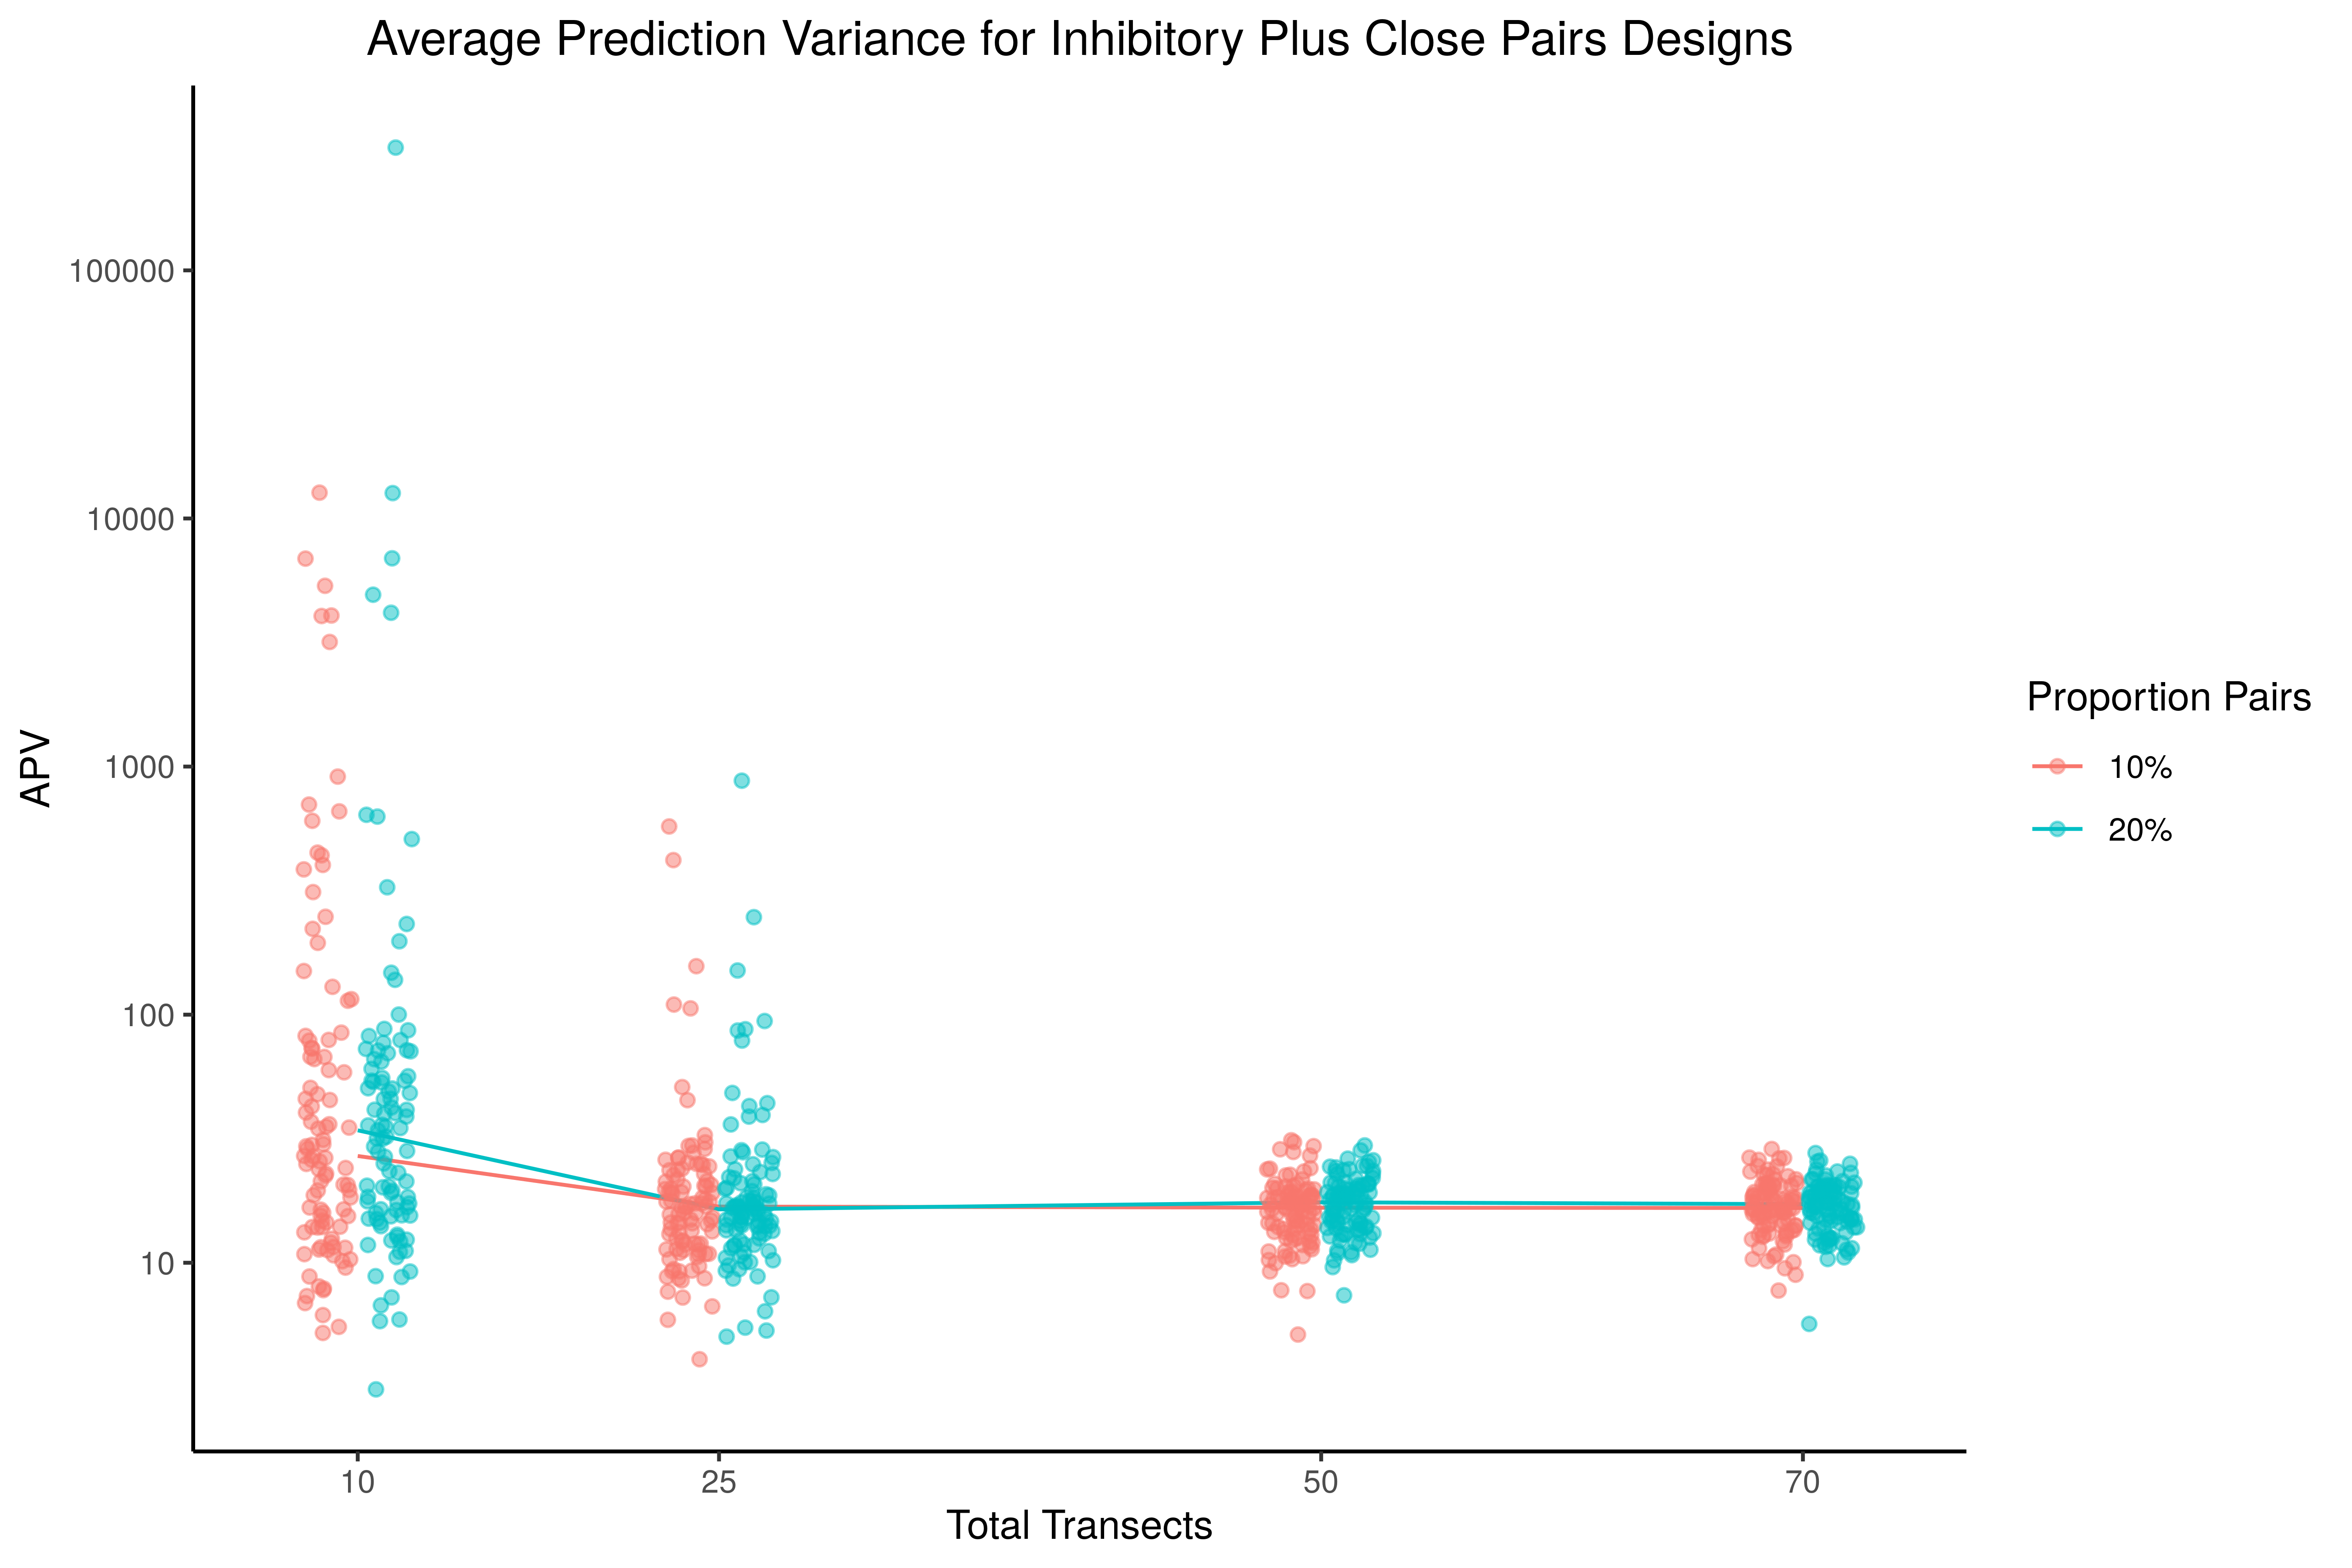 Average Prediction Variance for Inhibitory Plus Close Pairs Designs
APV
100000
10000
1000
100
10
10
25
50
70
Total Transects
Proportion Pairs
10%
20%